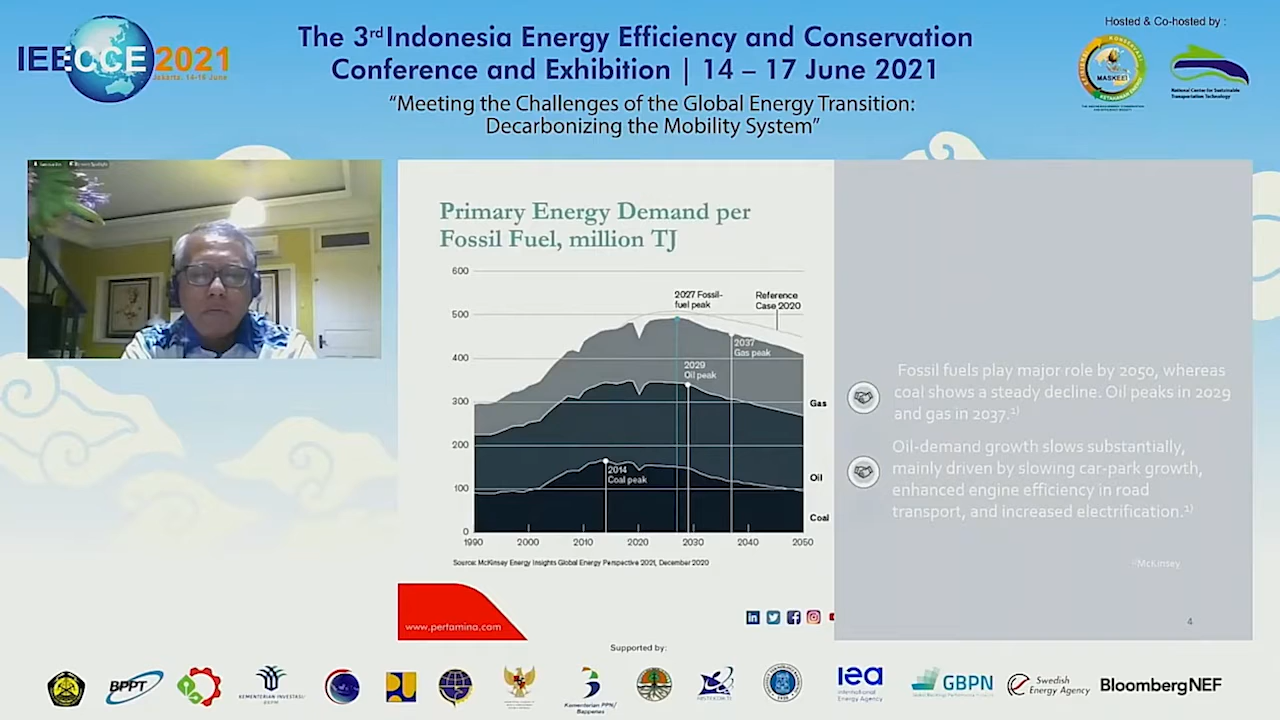 IEECCE 2021
Jakarta, 14-16 June
The 3rd Indonesia Energy Efficiency and Conservation
Conference and Exhibition | 14 – 17 June 2021
“Meeting the Challenges of the Global Energy Transition:
Decarbonizing the Mobility System”
Hosted & Co-hosted by :
MASKEEI
National Center for Sustainable
Transportation Technology
Primary Energy Demand per
Fossil Fuel, million TJ
600
500
400
300
200
100
0
2027 Fossil-
fuel peak
Reference
Case 2020
2037
Gas peak
2029
Oil peak
2014
Coal peak
Gas
Oil
Coal
1990 2000 2010 2020 2030 2040 2050
Source: McKinsey Energy Insights Global Energy Perspective 2021, December 2020
www.pertamina.com
Fossil fuels play major role by 2050, whereas
coal shows a steady decline. Oil peaks in 2029
and gas in 2037.1)
Oil-demand growth slows substantially,
mainly driven by slowing car-park growth,
enhanced engine efficiency in road
transport, and increased electrification.1)
-McKinsey
4
Supported by:
BPPT
KEMENTERIAN INVESTASI/
BKPM
Kementerian PPN/
Bappenas
iea
International
Energy Agency
GBPN
Swedish
Energy Agency
BloombergNEF